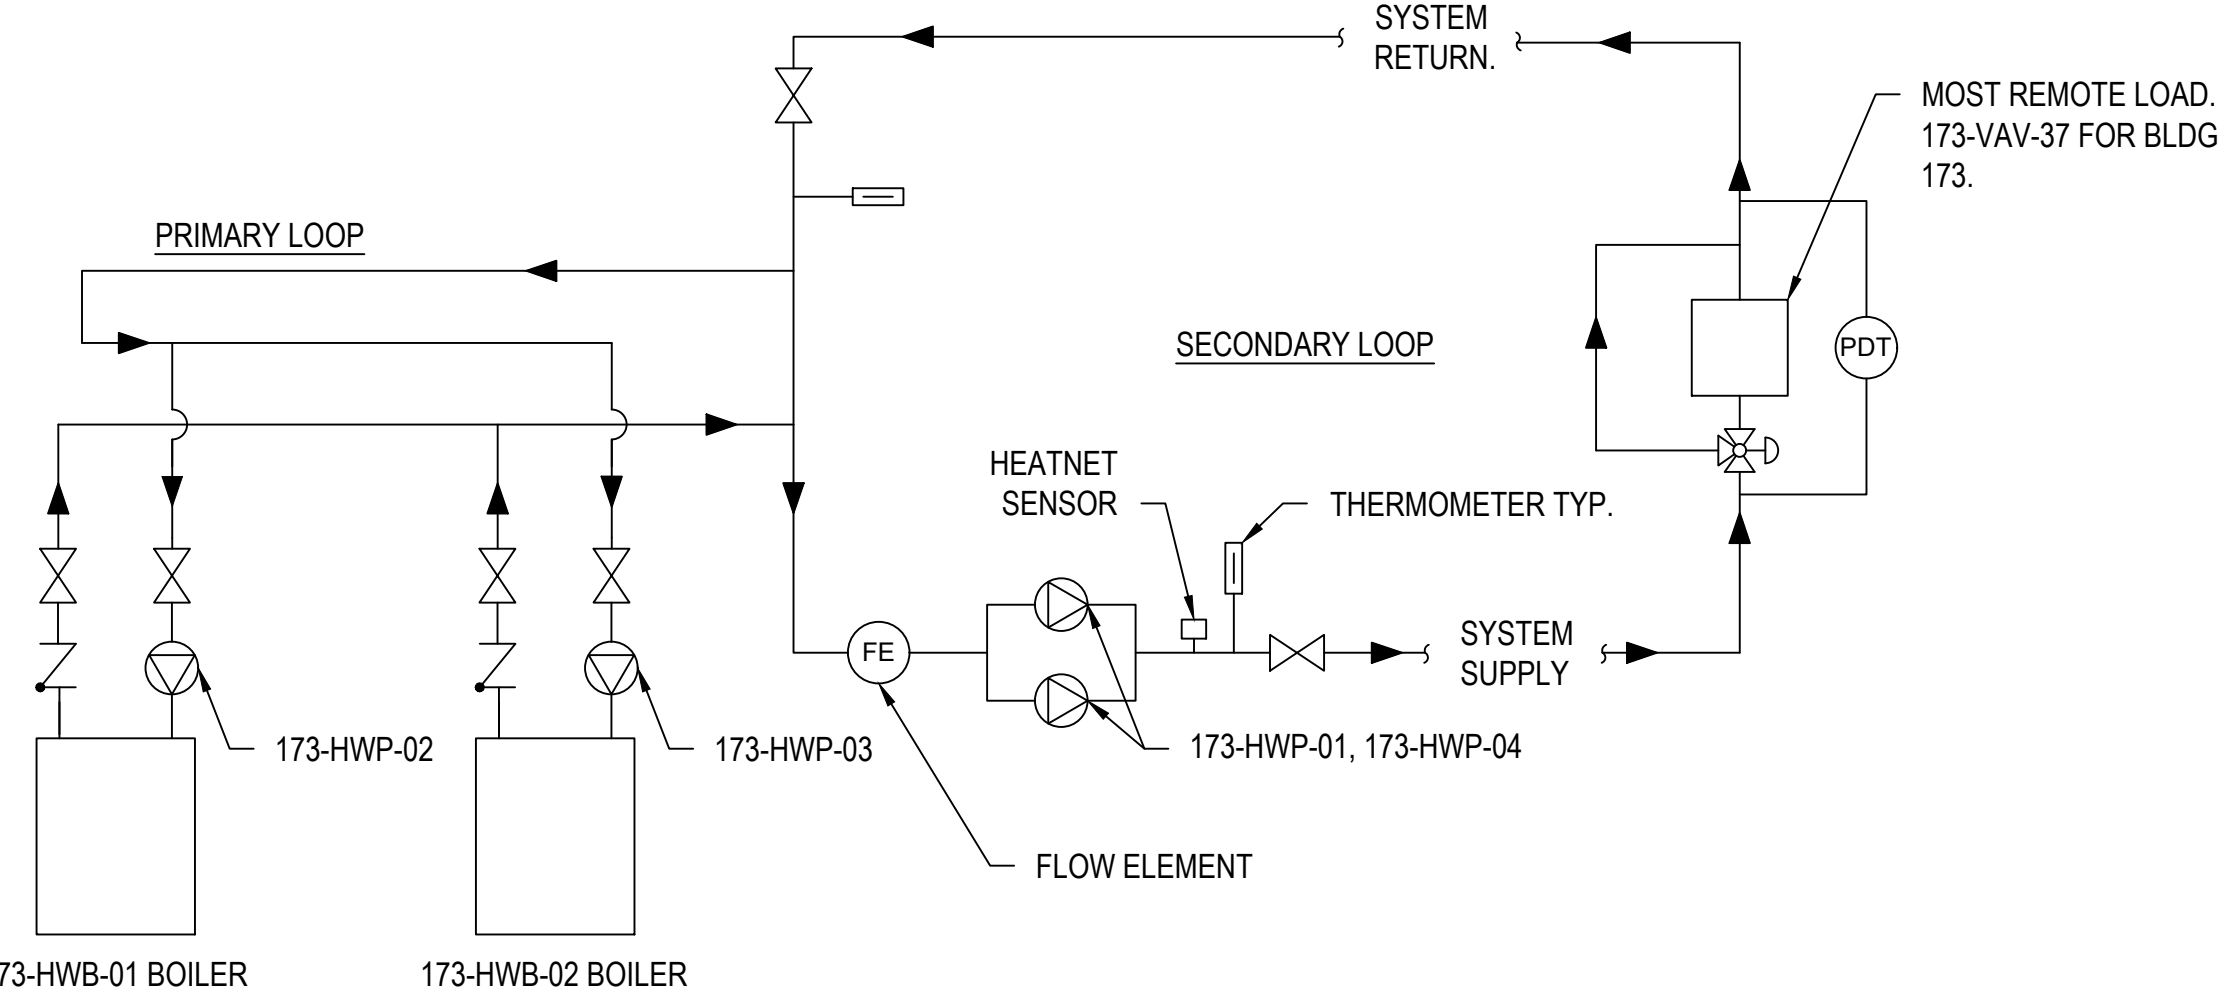 SYSTEM
RETURN.
MOST REMOTE LOAD.
173-VAV-37 FOR BLDG
173.
PRIMARY LOOP
SECONDARY LOOP
PDT
HEATNET
SENSOR
THERMOMETER TYP.
FE
SYSTEM
SUPPLY
173-HWP-02
173-HWP-03
173-HWP-01, 173-HWP-04
FLOW ELEMENT
73-HWB-01 BOILER
173-HWB-02 BOILER